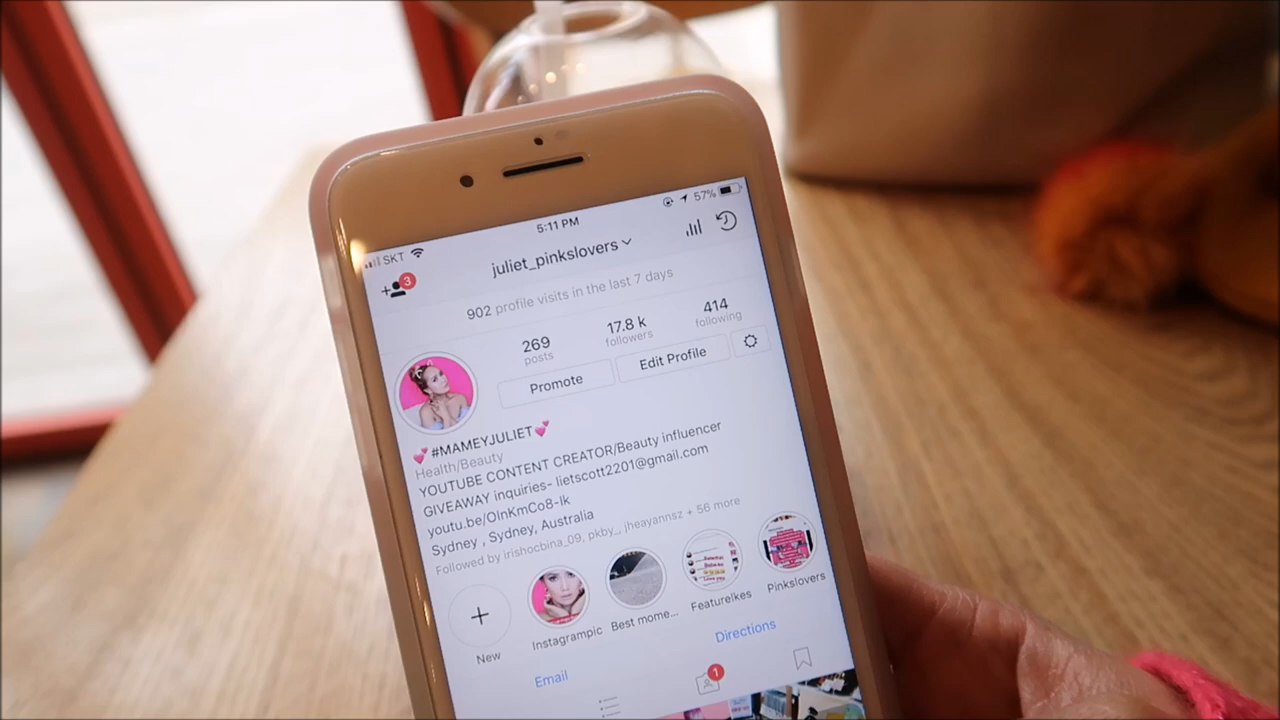 SKT 5:11 PM 57%
3 juliet_pinkslovers
902 profile visits in the last 7 days
269 17.8 k 414
posts followers following
Promote Edit Profile
💕 #MAMEYJULIET💕
Health/Beauty
YOUTUBE CONTENT CREATOR/Beauty influencer
GIVEAWAY inquiries- lietscott2201@gmail.com
youtu.be/OlnKmCo8-Ik
Sydney , Sydney, Australia
Followed by irishocbina_09, pkby_, jheayannsz + 56 more
New Instagrampic Best mome... Feature!kes Pinkslovers
Email Directions
1